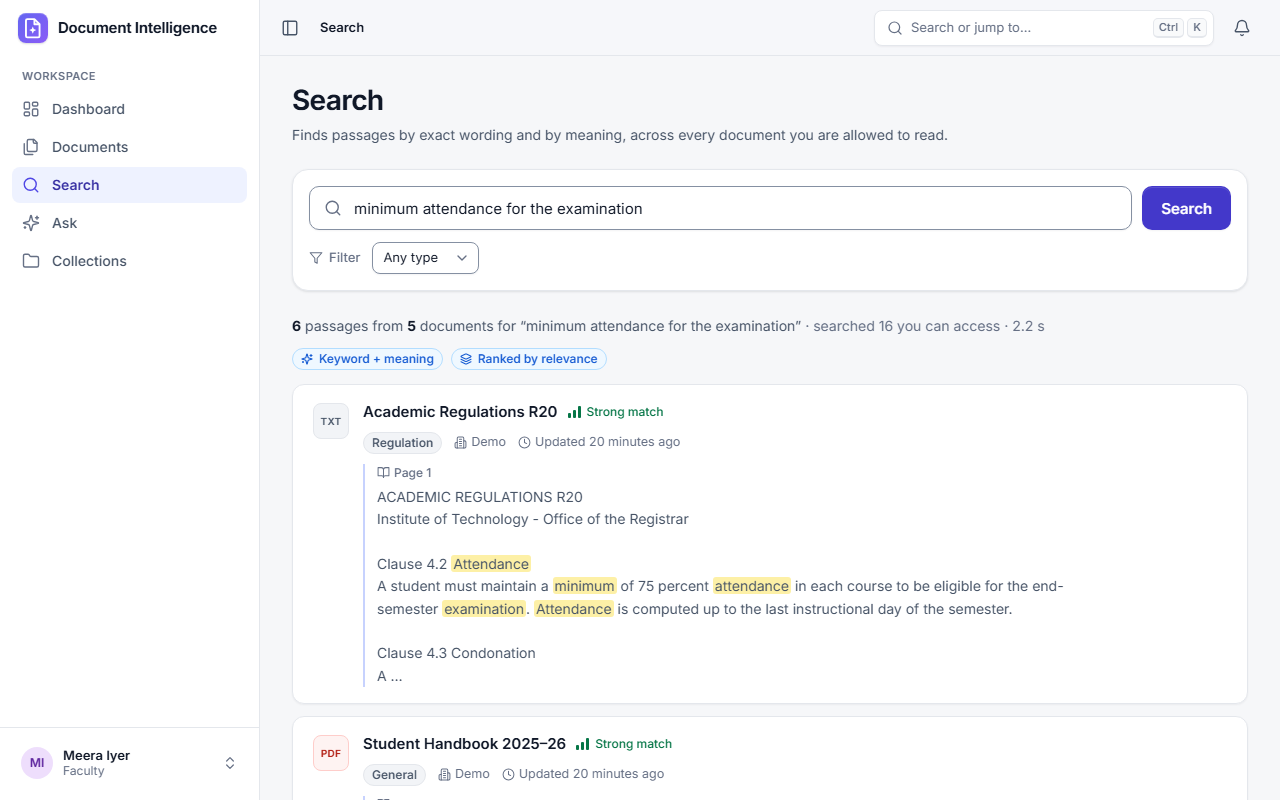 Document Intelligence
WORKSPACE
Dashboard
Documents
Search
Ask
Collections
MI
Meera Iyer
Faculty
Search
Search or jump to...
Ctrl
K
Search
Finds passages by exact wording and by meaning, across every document you are allowed to read.
minimum attendance for the examination
Search
Filter
Any type
6 passages from 5 documents for “minimum attendance for the examination” · searched 16 you can access · 2.2 s
Keyword + meaning
Ranked by relevance
TXT
Academic Regulations R20
Strong match
Regulation
Demo
Updated 20 minutes ago
Page 1
ACADEMIC REGULATIONS R20
Institute of Technology - Office of the Registrar
Clause 4.2 Attendance
A student must maintain a minimum of 75 percent attendance in each course to be eligible for the end-
semester examination. Attendance is computed up to the last instructional day of the semester.
Clause 4.3 Condonation
A ...
PDF
Student Handbook 2025–26
Strong match
General
Demo
Updated 20 minutes ago